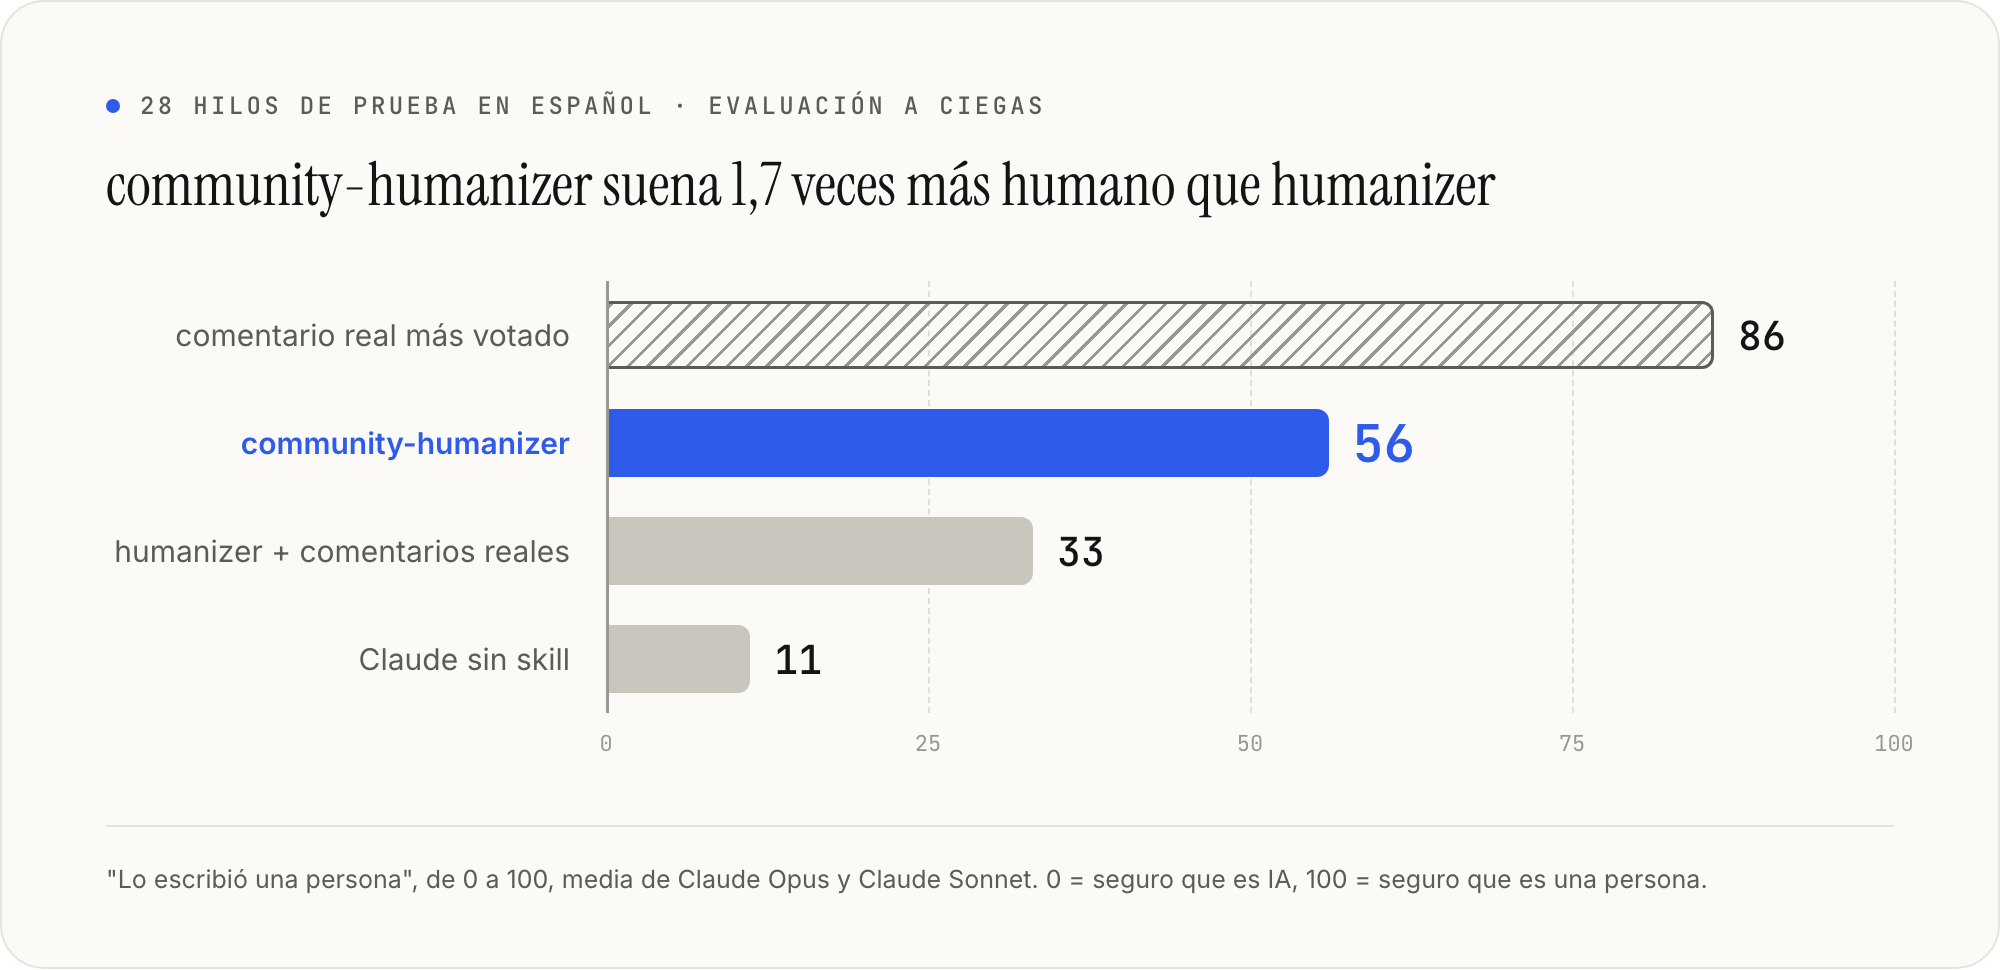 28 HILOS DE PRUEBA EN ESPAÑOL · EVALUACIÓN A CIEGAS
community-humanizer suena 1,7 veces más humano que humanizer
comentario real más votado 86
community-humanizer 56
humanizer + comentarios reales 33
Claude sin skill 11
0 25 50 75 100
"Lo escribió una persona", de 0 a 100, media de Claude Opus y Claude Sonnet. 0 = seguro que es IA, 100 = seguro que es una persona.